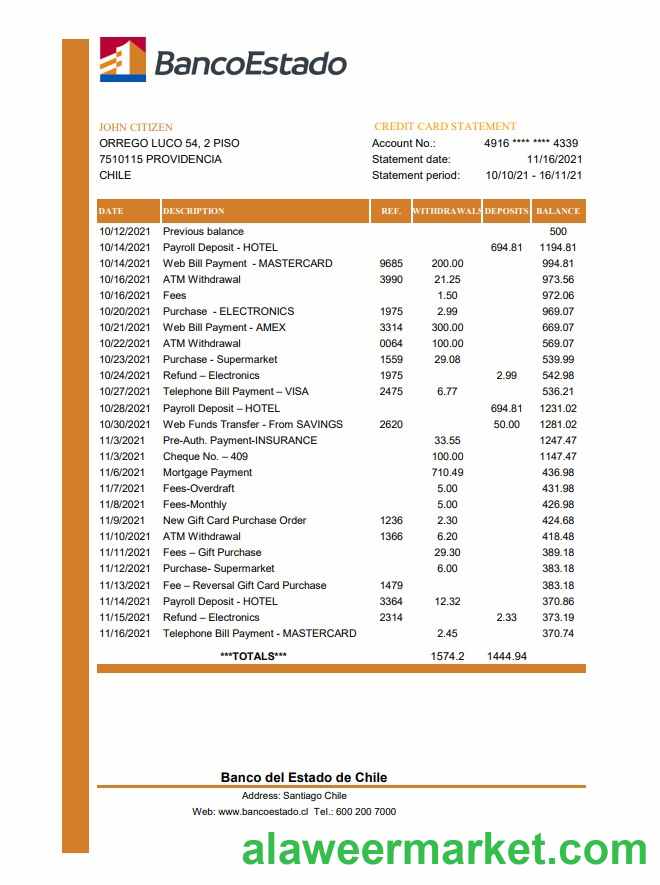 BancoEstado
JOHN CITIZEN
ORREGO LUCO 54, 2 PISO
7510115 PROVIDENCIA
CHILE
CREDIT CARD STATEMENT
Account No.: 4916 **** **** 4339
Statement date: 11/16/2021
Statement period: 10/10/21 - 16/11/21
DATE DESCRIPTION REF. WITHDRAWALS DEPOSITS BALANCE
10/12/2021 Previous balance 500
10/14/2021 Payroll Deposit - HOTEL 694.81 1194.81
10/14/2021 Web Bill Payment - MASTERCARD 9685 200.00 994.81
10/16/2021 ATM Withdrawal 3990 21.25 973.56
10/16/2021 Fees 1.50 972.06
10/20/2021 Purchase - ELECTRONICS 1975 2.99 969.07
10/21/2021 Web Bill Payment - AMEX 3314 300.00 669.07
10/22/2021 ATM Withdrawal 0064 100.00 569.07
10/23/2021 Purchase - Supermarket 1559 29.08 539.99
10/24/2021 Refund – Electronics 1975 2.99 542.98
10/27/2021 Telephone Bill Payment – VISA 2475 6.77 536.21
10/28/2021 Payroll Deposit – HOTEL 694.81 1231.02
10/30/2021 Web Funds Transfer - From SAVINGS 2620 50.00 1281.02
11/3/2021 Pre-Auth. Payment-INSURANCE 33.55 1247.47
11/3/2021 Cheque No. – 409 100.00 1147.47
11/6/2021 Mortgage Payment 710.49 436.98
11/7/2021 Fees-Overdraft 5.00 431.98
11/8/2021 Fees-Monthly 5.00 426.98
11/9/2021 New Gift Card Purchase Order 1236 2.30 424.68
11/10/2021 ATM Withdrawal 1366 6.20 418.48
11/11/2021 Fees – Gift Purchase 29.30 389.18
11/12/2021 Purchase- Supermarket 6.00 383.18
11/13/2021 Fee – Reversal Gift Card Purchase 1479 383.18
11/14/2021 Payroll Deposit - HOTEL 3364 12.32 370.86
11/15/2021 Refund – Electronics 2314 2.33 373.19
11/16/2021 Telephone Bill Payment - MASTERCARD 2.45 370.74
***TOTALS*** 1574.2 1444.94
Banco del Estado de Chile
Address: Santiago Chile
Web: www.bancoestado.cl Tel.: 600 200 7000
alaweermarket.com